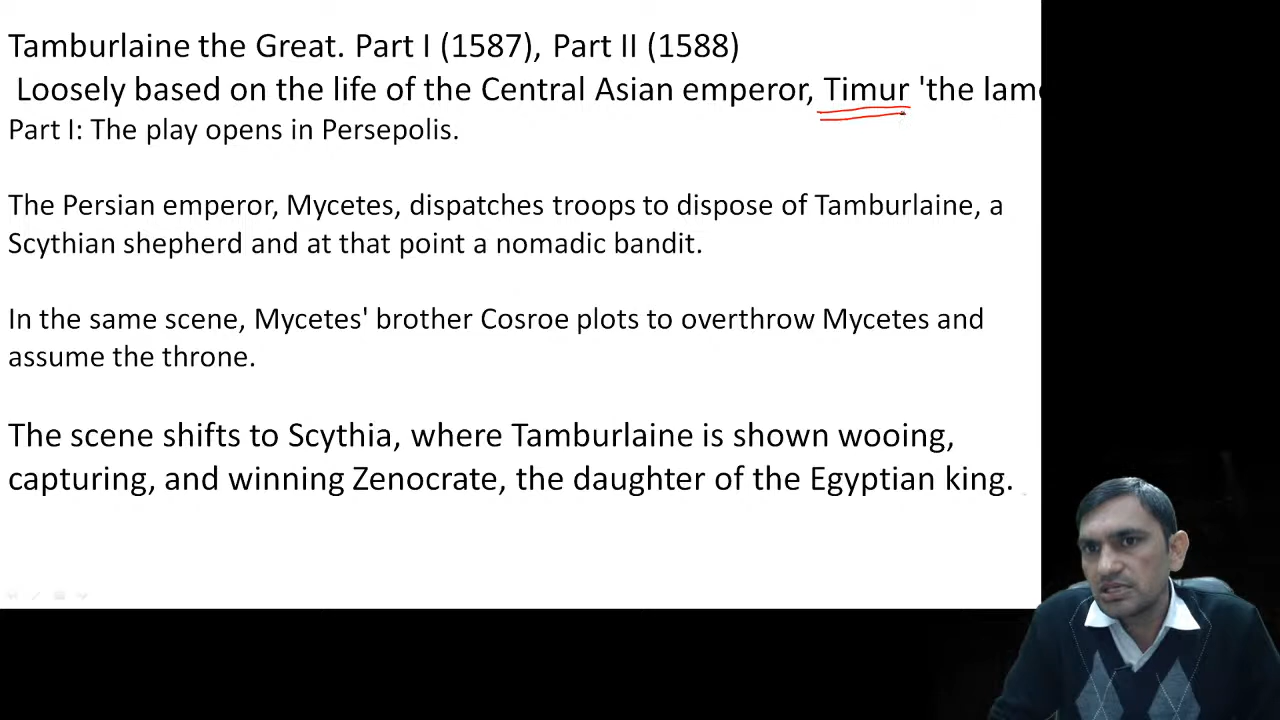 Tamburlaine the Great. Part I (1587), Part II (1588)
Loosely based on the life of the Central Asian emperor, Timur 'the lame
Part I: The play opens in Persepolis.
The Persian emperor, Mycetes, dispatches troops to dispose of Tamburlaine, a
Scythian shepherd and at that point a nomadic bandit.
In the same scene, Mycetes' brother Cosroe plots to overthrow Mycetes and
assume the throne.
The scene shifts to Scythia, where Tamburlaine is shown wooing,
capturing, and winning Zenocrate, the daughter of the Egyptian king.